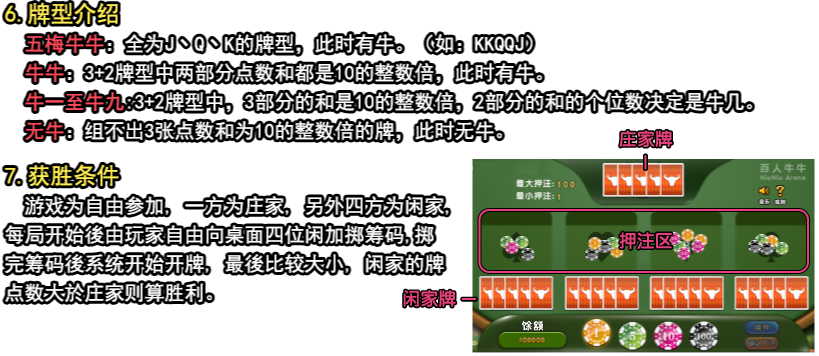 6.牌型介绍
五梅牛牛：全为J丶Q丶K的牌型，此时有牛。（如：KKQQJ）
牛牛：3+2牌型中两部分点数和都是10的整数倍，此时有牛。
牛一至牛九:3+2牌型中，3部分的和是10的整数倍，2部分的和的个位数决定是牛几。
无牛：组不出3张点数和为10的整数倍的牌，此时无牛。
7.获胜条件
游戏为自由参加，一方为庄家，另外四方为闲家，
每局开始後由玩家自由向桌面四位闲加掷筹码,掷
完筹码後系统开始开牌，最後比较大小，闲家的牌
点数大於庄家则算胜利。
庄家牌
最大押注:100
最小押注:1
百人牛牛
NiuNiu Arena
音乐 规则
押注区
闲家牌
馀额
100000
1 5 10 100